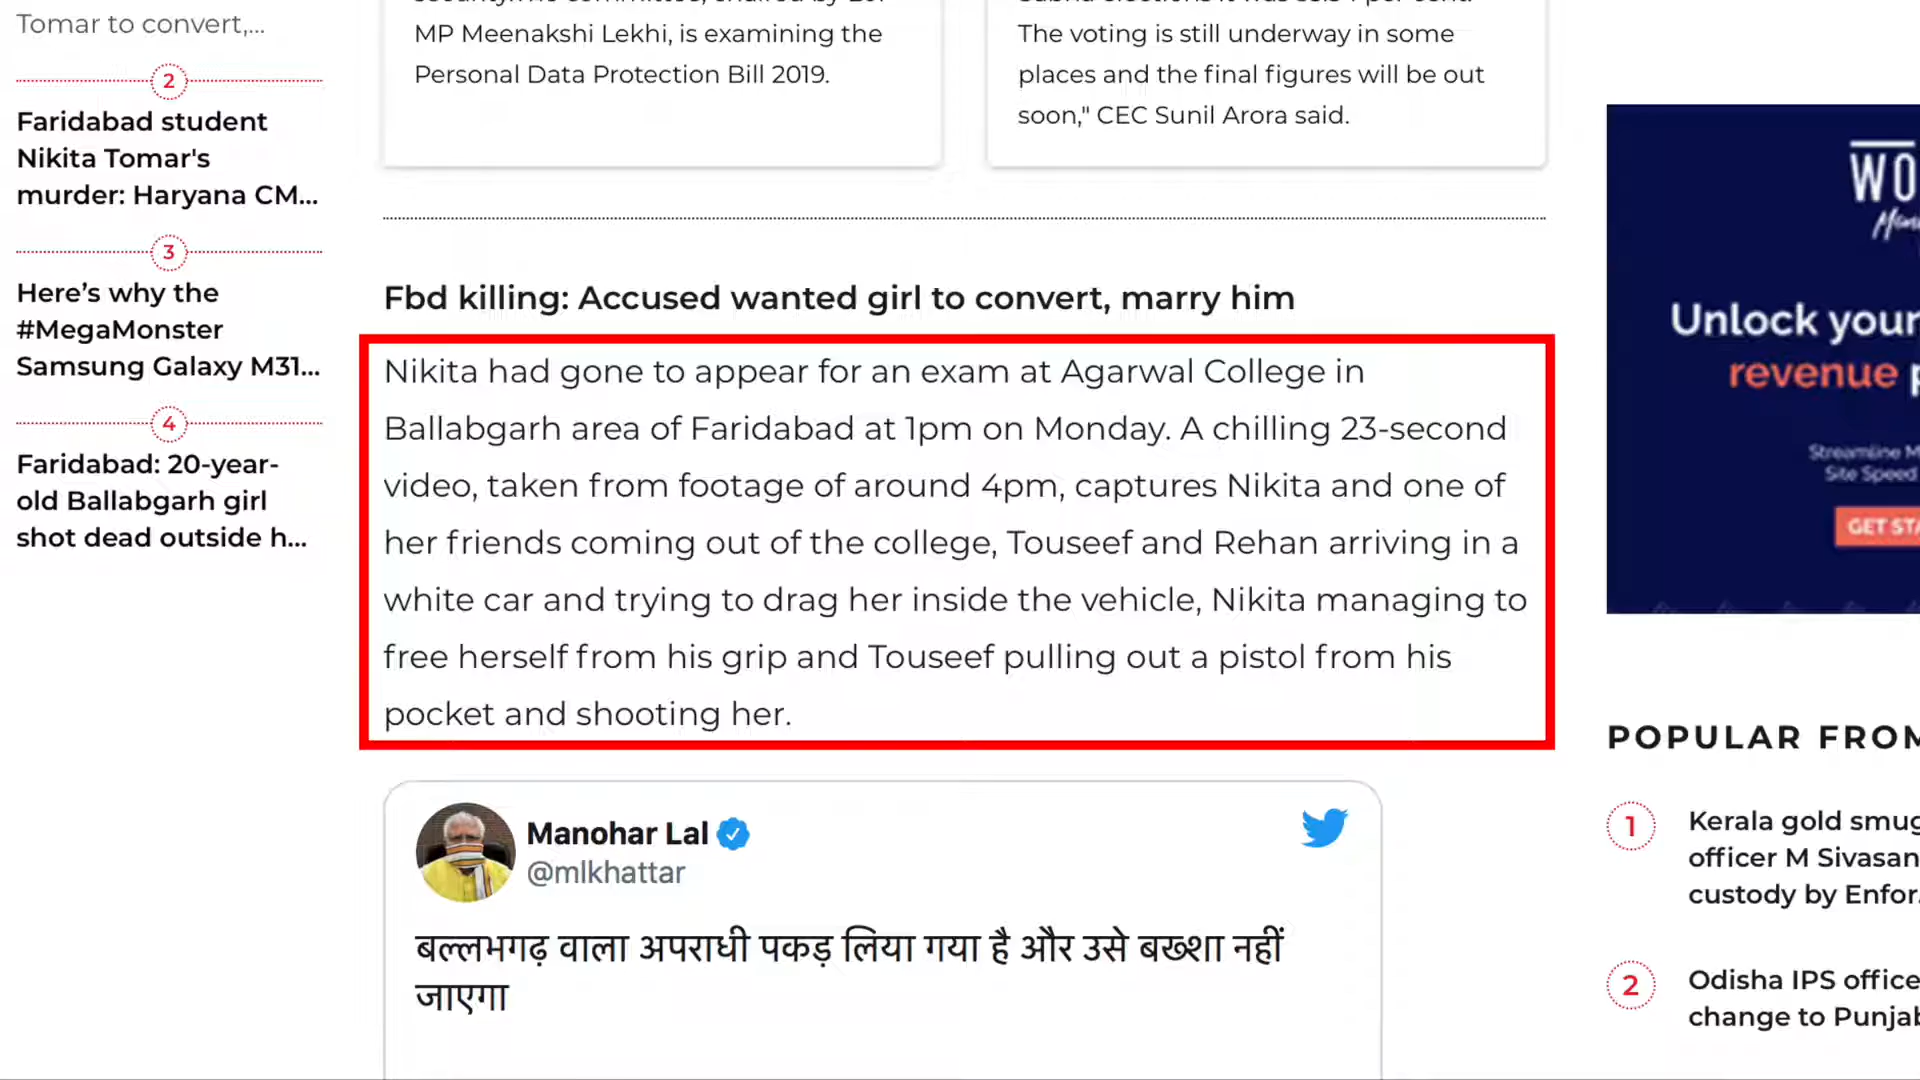 Tomar to convert,...
2
Faridabad student
Nikita Tomar's
murder: Haryana CM...
3
Here's why the
#MegaMonster
Samsung Galaxy M31...
4
Faridabad: 20-year-
old Ballabgarh girl
shot dead outside h...
MP Meenakshi Lekhi, is examining the
Personal Data Protection Bill 2019.
The voting is still underway in some
places and the final figures will be out
soon," CEC Sunil Arora said.
Fbd killing: Accused wanted girl to convert, marry him
Nikita had gone to appear for an exam at Agarwal College in
Ballabgarh area of Faridabad at 1pm on Monday. A chilling 23-second
video, taken from footage of around 4pm, captures Nikita and one of
her friends coming out of the college, Touseef and Rehan arriving in a
white car and trying to drag her inside the vehicle, Nikita managing to
free herself from his grip and Touseef pulling out a pistol from his
pocket and shooting her.
Manohar Lal
@mlkhattar
बल्लभगढ़ वाला अपराधी पकड़ लिया गया है और उसे बख्शा नहीं
जाएगा
WO
Unlock your
revenue
Streamline
Site Speed
GET
POPULAR FROM
1
Kerala gold smug
officer M Sivasan
custody by Enfor
2
Odisha IPS office
change to Punjab